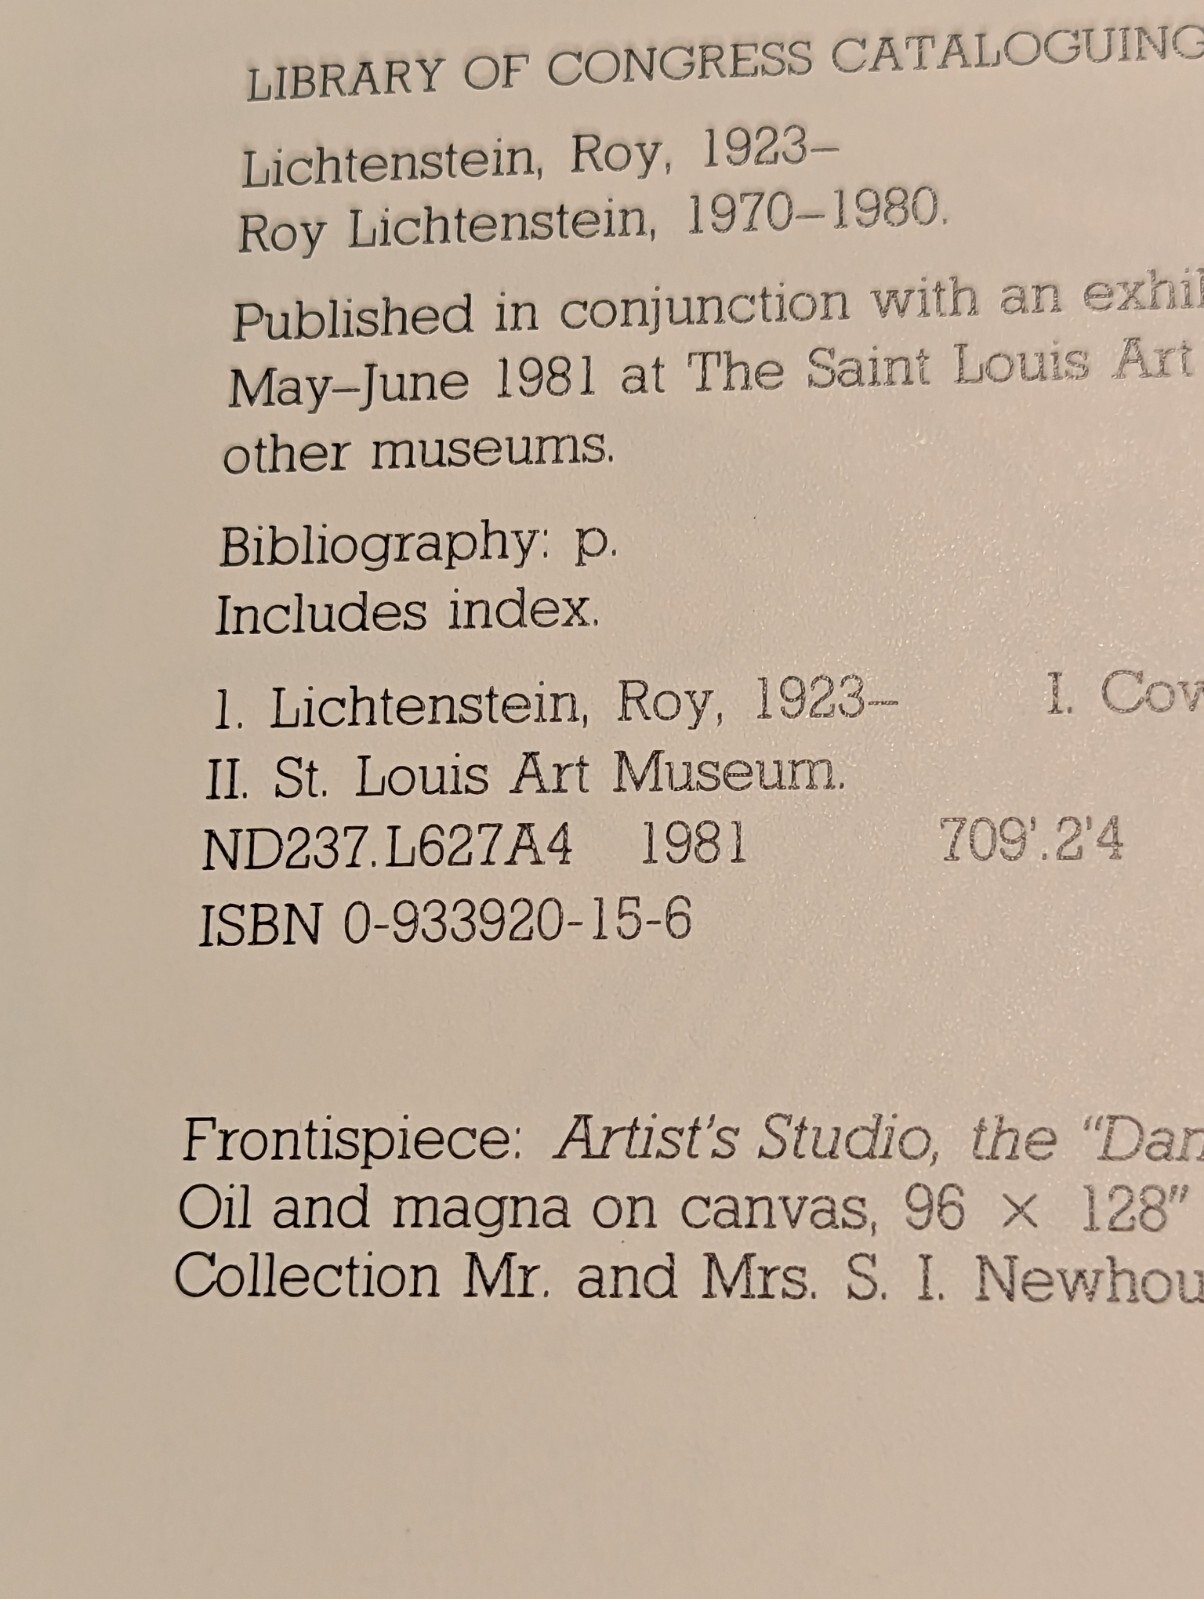 LIBRARY OF CONGRESS CATALOGUING
Lichtenstein, Roy, 1923–
Roy Lichtenstein, 1970–1980.
Published in conjunction with an
May–June 1981 at The Saint Louis Art
other museums.
Bibliography: p.
Includes index.
1. Lichtenstein, Roy, 1923– I.
II. St. Louis Art Museum.
ND237.L627A4 1981 709'.2'4
ISBN 0-933920-15-6
Frontispiece: Artist's Studio, the
Oil and magna on canvas, 96 × 128"
Collection Mr. and Mrs. S. I.